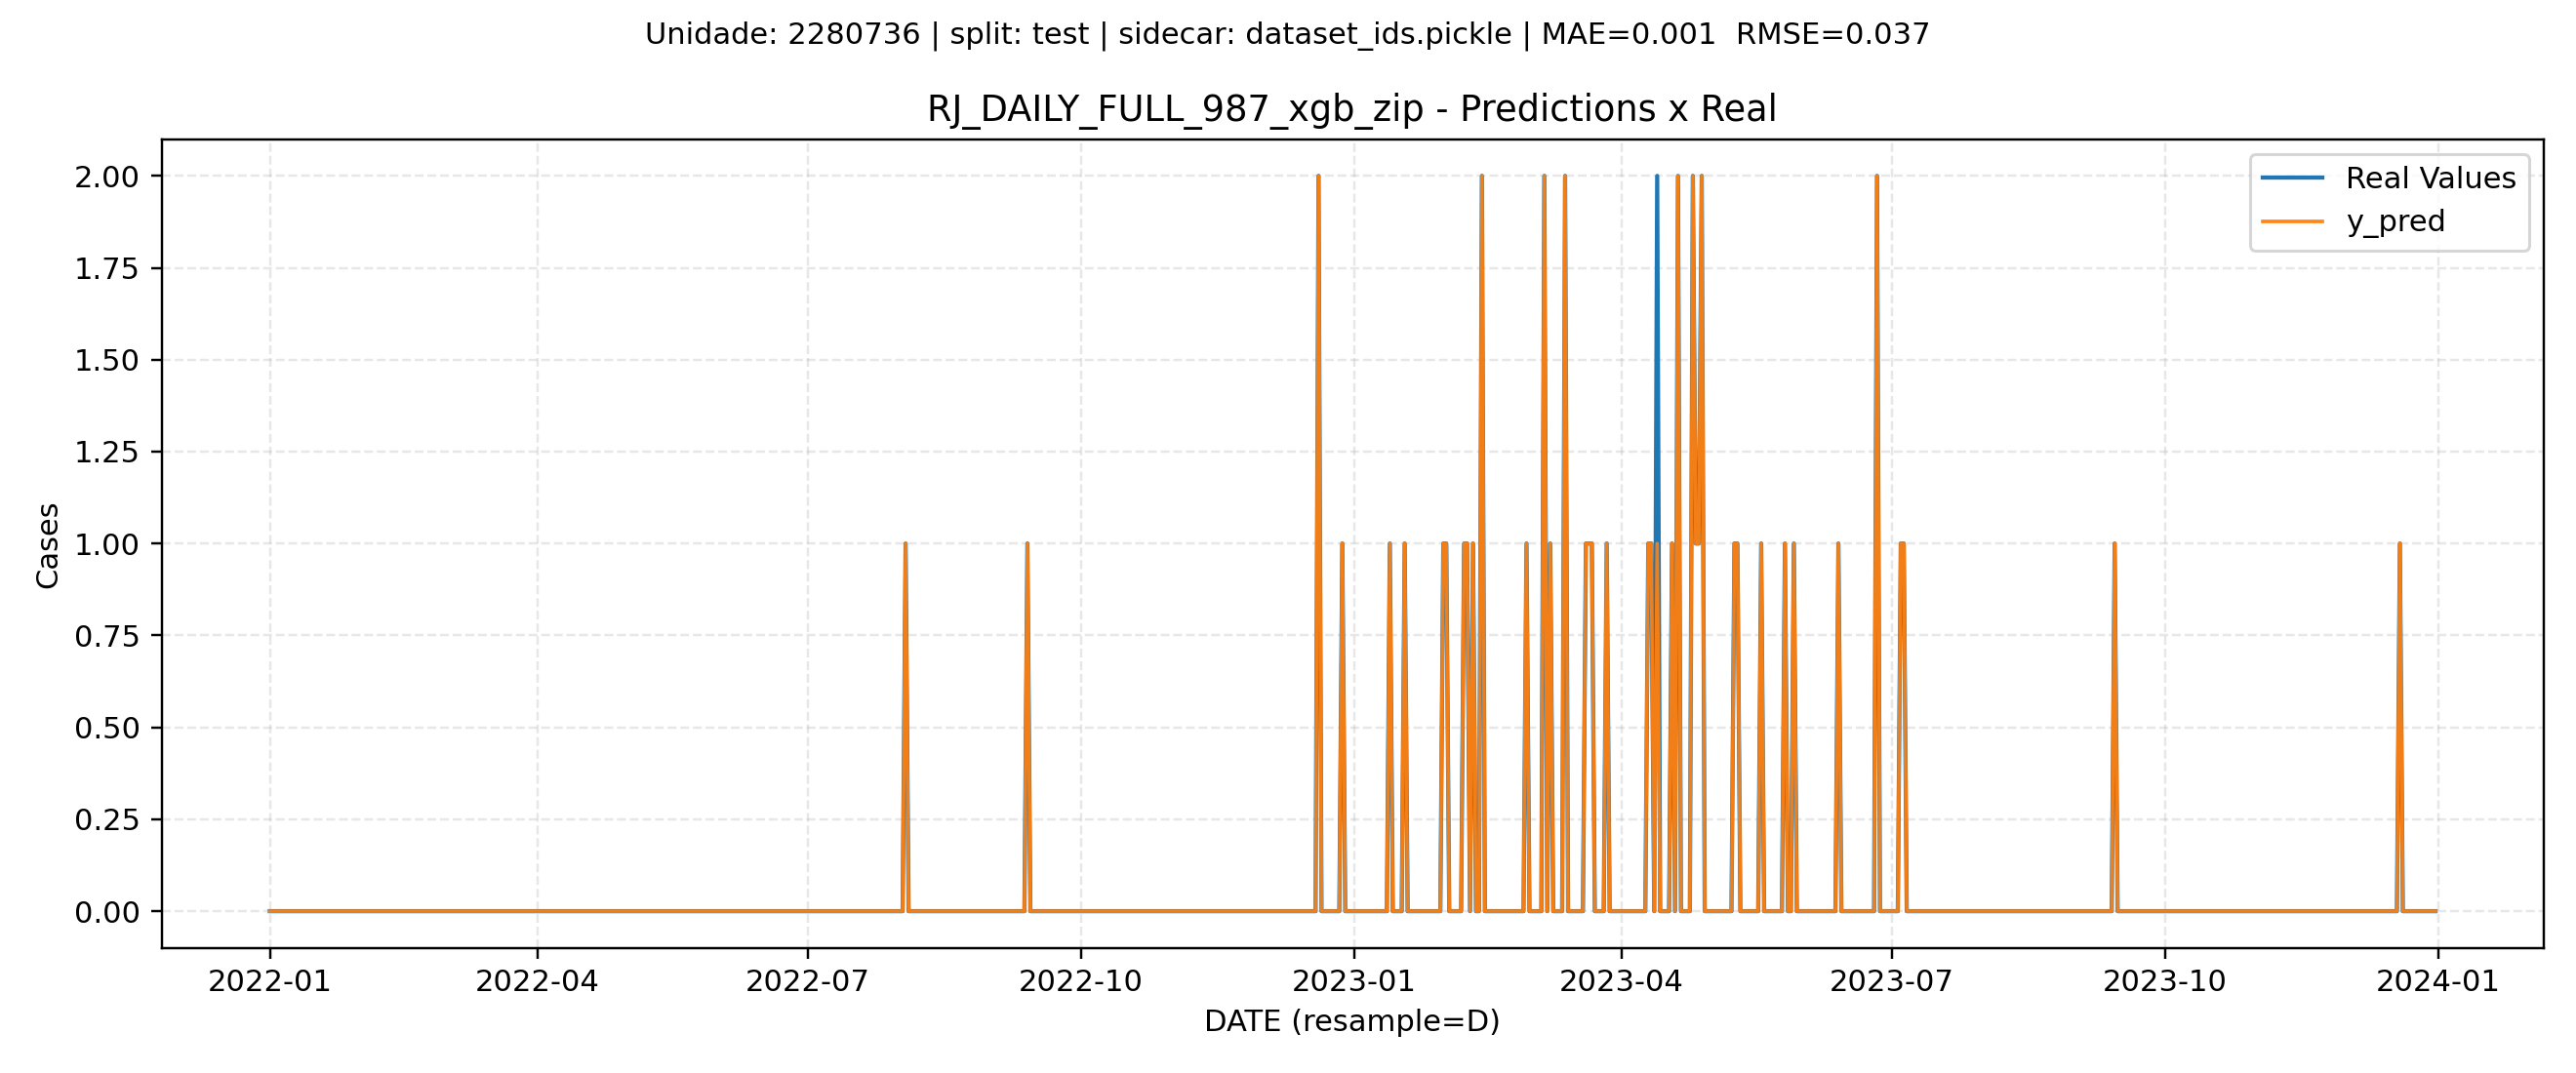 Unidade: 2280736 | split: test | sidecar: dataset_ids.pickle | MAE=0.001  RMSE=0.037
RJ_DAILY_FULL_987_xgb_zip - Predictions x Real
Real Values
y_pred
2.00
1.75
1.50
1.25
1.00
0.75
0.50
0.25
0.00
Cases
2022-01 2022-04 2022-07 2022-10 2023-01 2023-04 2023-07 2023-10 2024-01
DATE (resample=D)